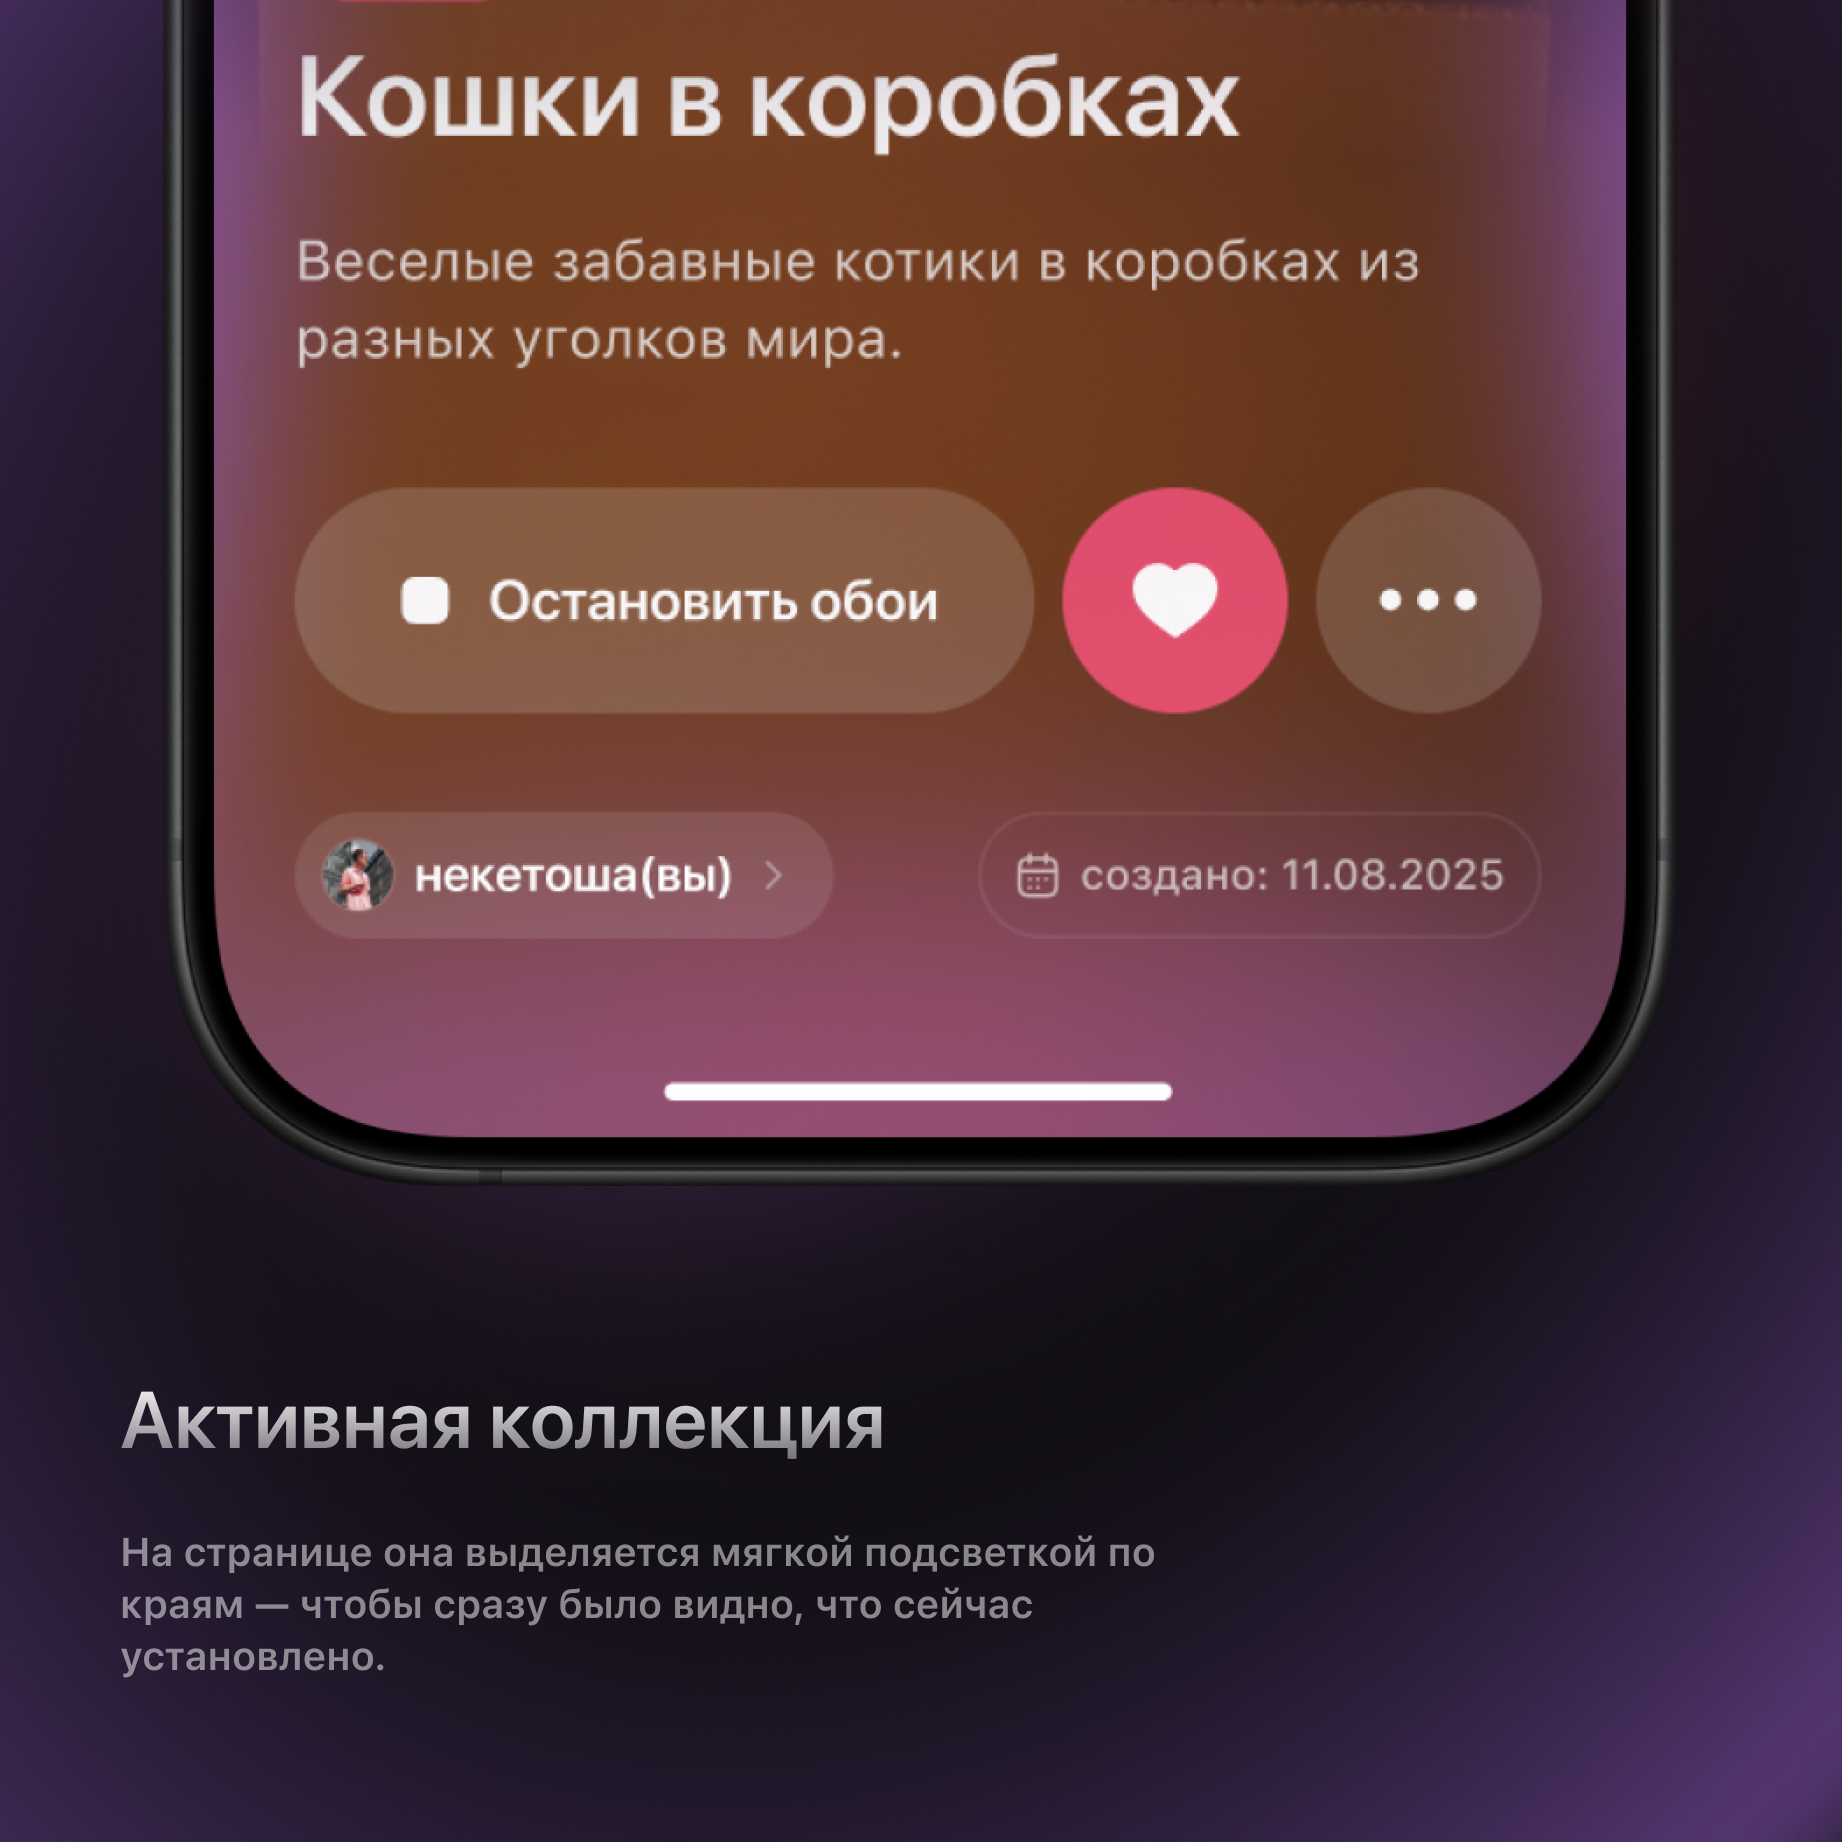 Кошки в коробках
Веселые забавные котики в коробках из
разных уголков мира.
Остановить обои
некетоша(вы)
создано: 11.08.2025
Активная коллекция
На странице она выделяется мягкой подсветкой по
краям — чтобы сразу было видно, что сейчас
установлено.